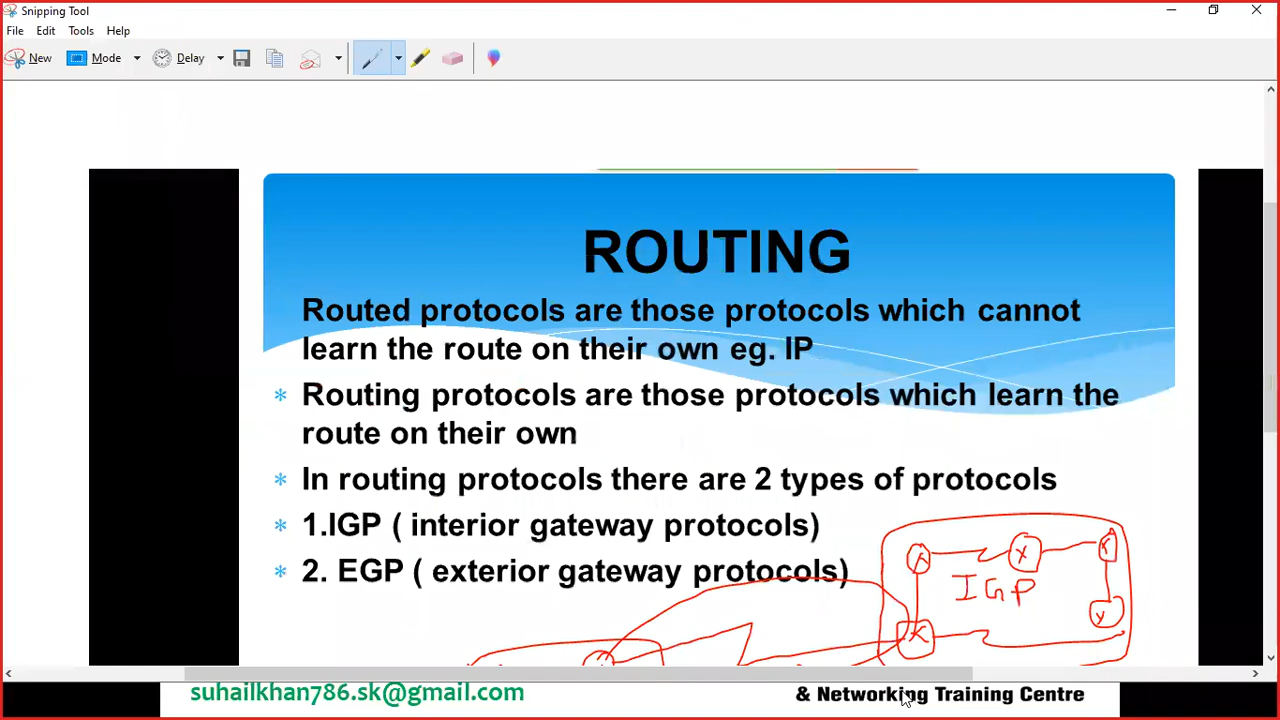 Snipping Tool
File Edit Tools Help
New Mode Delay
ROUTING
Routed protocols are those protocols which cannot
learn the route on their own eg. IP
Routing protocols are those protocols which learn the
route on their own
In routing protocols there are 2 types of protocols
1.IGP ( interior gateway protocols)
2. EGP ( exterior gateway protocols)
X
IGP
suhailkhan786.sk@gmail.com
& Networking Training Centre